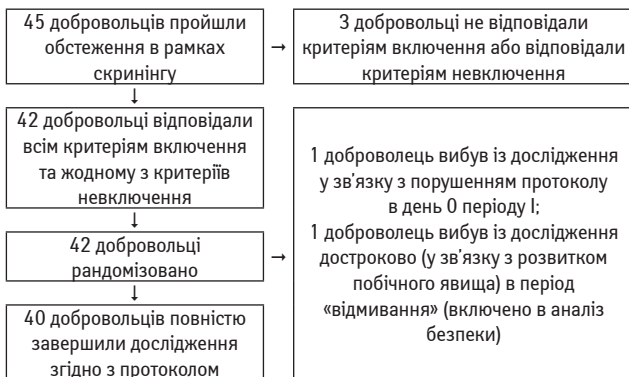 45 добровольців пройшли
обстеження в рамках
скринінгу
→
3 добровольці не відповідали
критеріям включення або відповідали
критеріям невключення
↓
42 добровольці відповідали
всім критеріям включення
та жодному з критеріїв
невключення
↓
42 добровольці
рандомізовано
→
1 доброволець вибув із дослідження
у зв'язку з порушенням протоколу
в день 0 періоду I;
1 доброволець вибув із дослідження
достроково (у зв'язку з розвитком
побічного явища) в період
«відмивання» (включено в аналіз
безпеки)
↓
40 добровольців повністю
завершили дослідження
згідно з протоколом